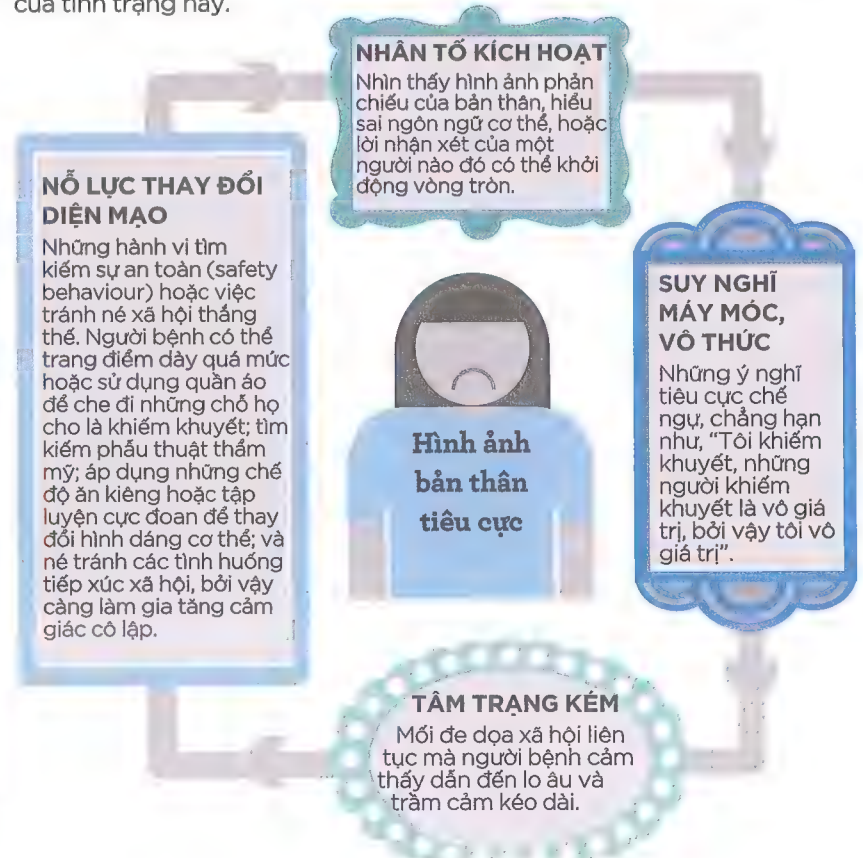 của tình trạng này.
NHÂN TỐ KÍCH HOẠT
Nhìn thấy hình ảnh phản
chiếu của bản thân, hiểu
sai ngôn ngữ cơ thể, hoặc
lời nhận xét của một
người nào đó có thể khởi
động vòng tròn.
SUY NGHĨ
MÁY MÓC,
VÔ THỨC
Những ý nghĩ
tiêu cực chế
ngự, chẳng hạn
như, “Tôi khiếm
khuyết, những
người khiếm
khuyết là vô giá
trị, bởi vậy tôi vô
giá trị”.
TÂM TRẠNG KÉM
Mối đe dọa xã hội liên
tục mà người bệnh cảm
thấy dẫn đến lo âu và
trầm cảm kéo dài.
NỖ LỰC THAY ĐỔI
DIỆN MẠO
Những hành vi tìm
kiếm sự an toàn (safety
behaviour) hoặc việc
tránh né xã hội thắng
thế. Người bệnh có thể
trang điểm dày quá mức
hoặc sử dụng quần áo
để che đi những chỗ họ
cho là khiếm khuyết; tìm
kiếm phẫu thuật thẩm
mỹ; áp dụng những chế
độ ăn kiêng hoặc tập
luyện cực đoan để thay
đổi hình dáng cơ thể; và
né tránh các tình huống
tiếp xúc xã hội, bởi vậy
càng làm gia tăng cảm
giác cô lập.
Hình ảnh
bản thân
tiêu cực